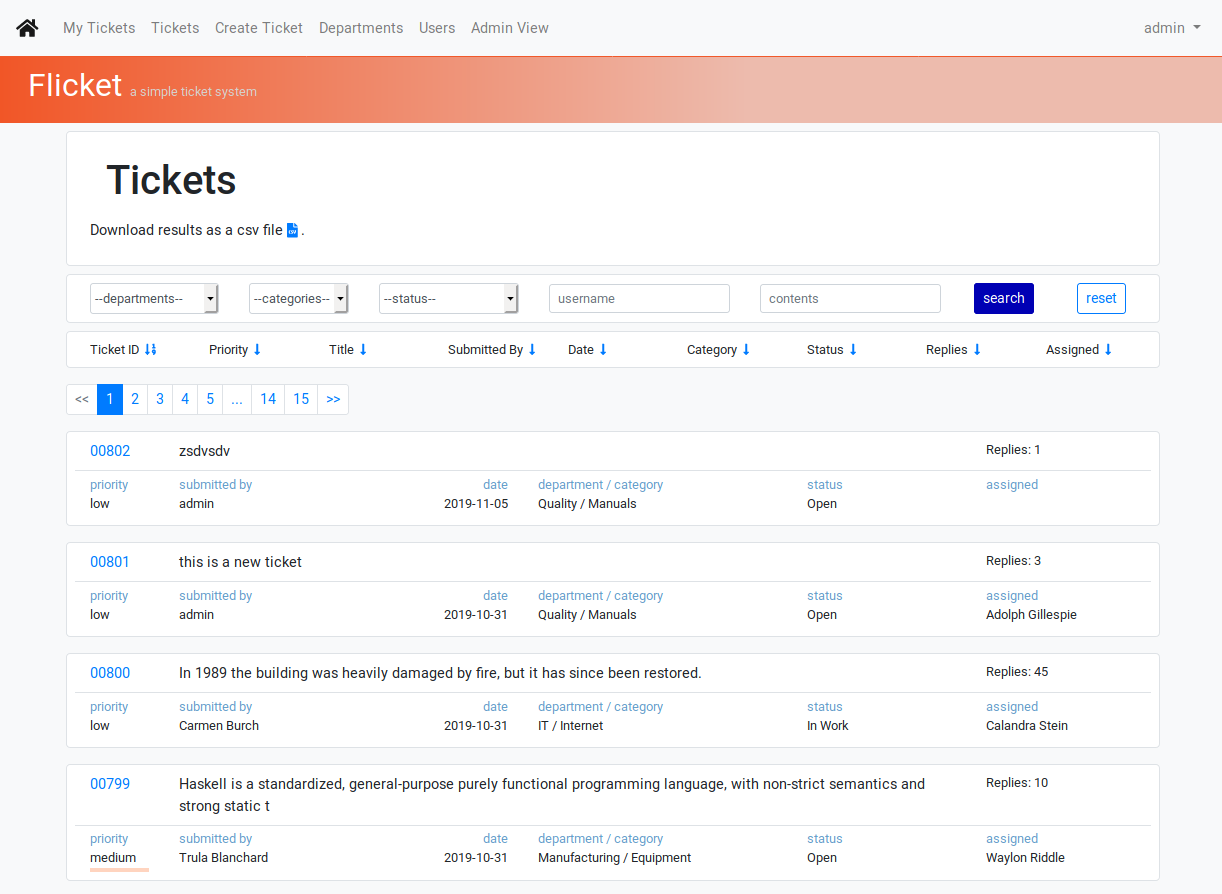 My Tickets Tickets Create Ticket Departments Users Admin View admin
Flicket a simple ticket system
Tickets
Download results as a csv file .
--departments-- --categories-- --status-- username contents search reset
Ticket ID Priority Title Submitted By Date Category Status Replies Assigned
<< 1 2 3 4 5 ... 14 15 >>
00802 zsdvsdv Replies: 1
priority submitted by date department / category status assigned
low admin 2019-11-05 Quality / Manuals Open
00801 this is a new ticket Replies: 3
priority submitted by date department / category status assigned
low admin 2019-10-31 Quality / Manuals Open Adolph Gillespie
00800 In 1989 the building was heavily damaged by fire, but it has since been restored. Replies: 45
priority submitted by date department / category status assigned
low Carmen Burch 2019-10-31 IT / Internet In Work Calandra Stein
00799 Haskell is a standardized, general-purpose purely functional programming language, with non-strict semantics and Replies: 10
strong static t
priority submitted by date department / category status assigned
medium Trula Blanchard 2019-10-31 Manufacturing / Equipment Open Waylon Riddle